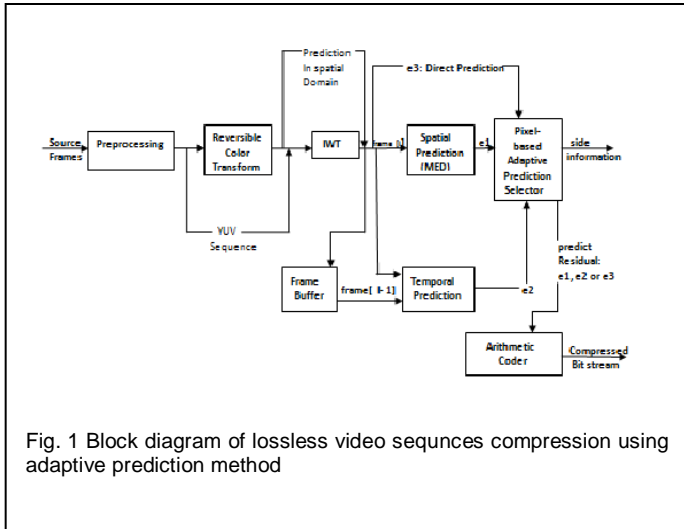 Prediction
In spatial
Domain
e3: Direct Prediction
Source
Frames
Preprocessing
Reversible
Color
Transform
IWT
frame
Spatial
Prediction
(MED)
e1
Pixel-
based
Adaptive
Prediction
Selector
side
information
YUV
Sequence
Frame
Buffer
frame[ I-1]
Temporal
Prediction
e2
predict
Residual:
e1, e2 or e3
Arithmetic
Coder
Compressed
Bit stream
Fig. 1 Block diagram of lossless video sequnces compression using
adaptive prediction method